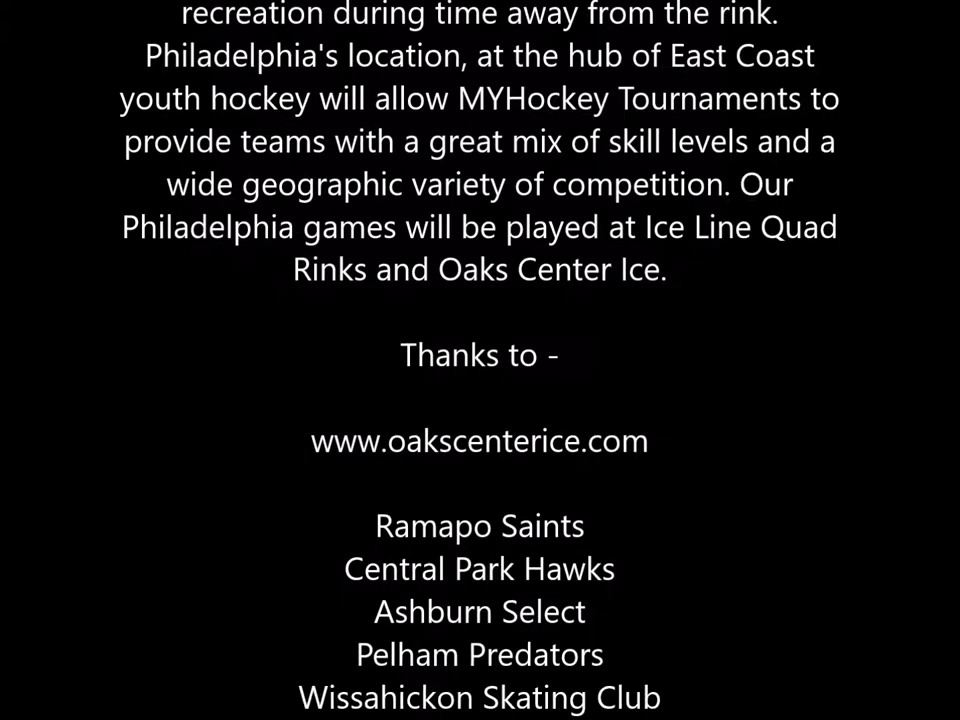 recreation during time away from the rink.
Philadelphia's location, at the hub of East Coast
youth hockey will allow MYHockey Tournaments to
provide teams with a great mix of skill levels and a
wide geographic variety of competition. Our
Philadelphia games will be played at Ice Line Quad
Rinks and Oaks Center Ice.
Thanks to -
www.oakscenterice.com
Ramapo Saints
Central Park Hawks
Ashburn Select
Pelham Predators
Wissahickon Skating Club